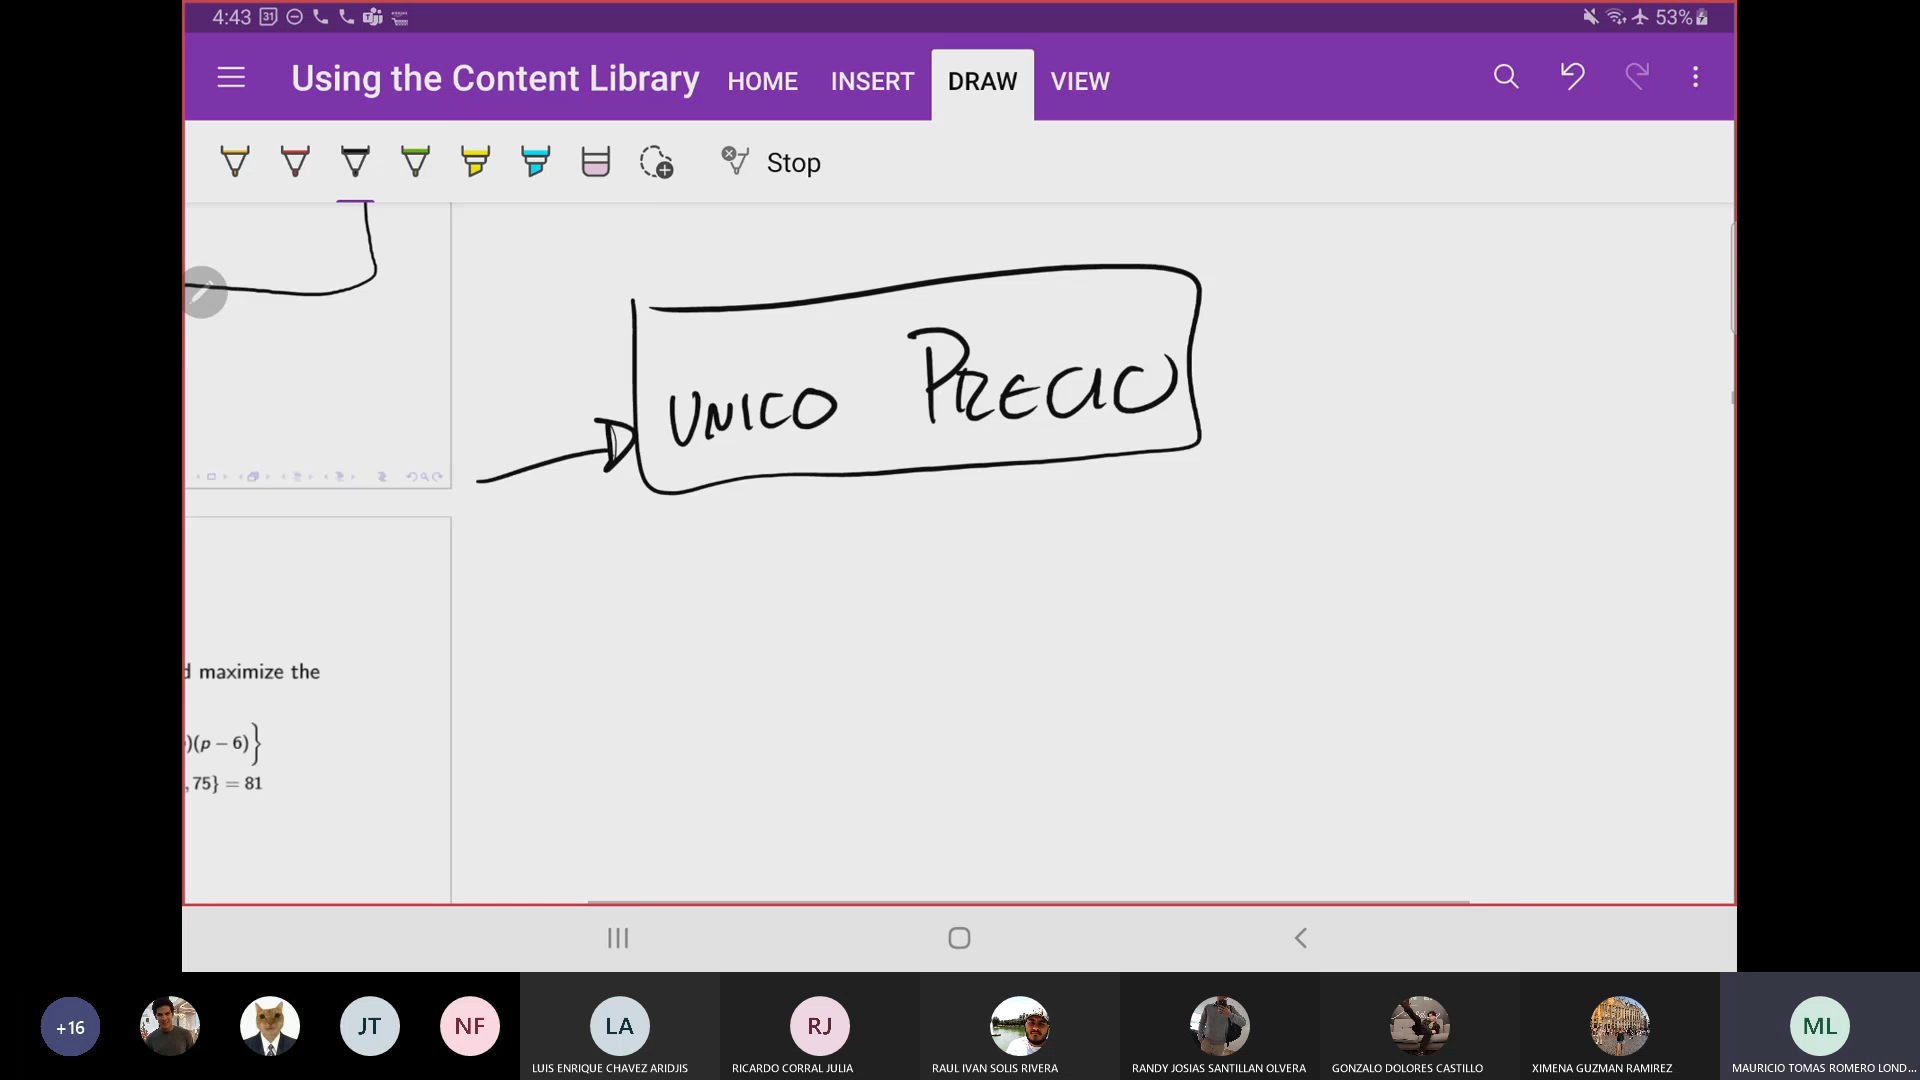 4:43 31 53%
Using the Content Library HOME INSERT DRAW VIEW
Stop
UNICO PRECIO
d maximize the
)(p − 6)}
, 75} = 81
+16 JT NF LA RJ ML
LUIS ENRIQUE CHAVEZ ARIDJIS RICARDO CORRAL JULIA RAUL IVAN SOLIS RIVERA RANDY JOSIAS SANTILLAN OLVERA GONZALO DOLORES CASTILLO XIMENA GUZMAN RAMIREZ MAURICIO TOMAS ROMERO LOND...